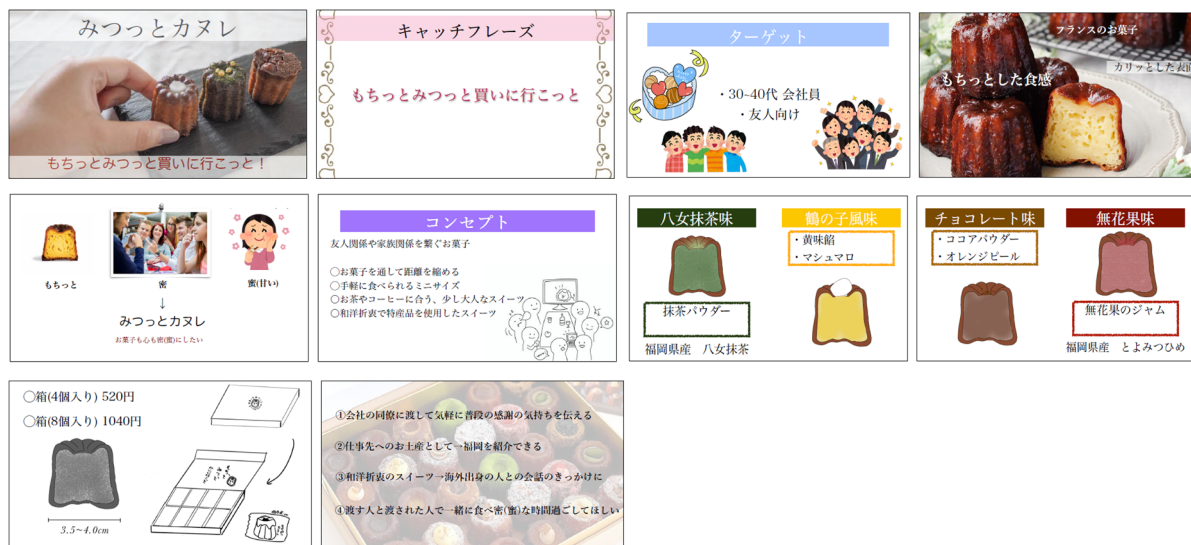 みつっとカヌレ
もちっとみつっと買いに行こっと！
キャッチフレーズ
もちっとみつっと買いに行こっと
ターゲット
・30-40代 会社員
・友人向け
フランスのお菓子
カリッとした表面
もちっとした食感
もちっと
密
蜜(甘い)
↓
みつっとカヌレ
お菓子も心も密(蜜)にしたい
コンセプト
友人関係や家族関係を繋ぐお菓子
○お菓子を通して距離を縮める
○手軽に食べられるミニサイズ
○お茶やコーヒーに合う、少し大人なスイーツ
○和洋折衷で特産品を使用したスイーツ
八女抹茶味
抹茶パウダー
福岡県産　八女抹茶
鶴の子風味
・黄味餡
・マシュマロ
チョコレート味
・ココアパウダー
・オレンジピール
無花果味
無花果のジャム
福岡県産　とよみつひめ
○箱(4個入り) 520円
○箱(8個入り) 1040円
3.5~4.0cm
①会社の同僚に渡して気軽に普段の感謝の気持ちを伝える
②仕事先へのお土産として→福岡を紹介できる
③和洋折衷のスイーツ→海外出身の人との会話のきっかけに
④渡す人と渡された人で一緒に食べ密(蜜)な時間過ごしてほしい